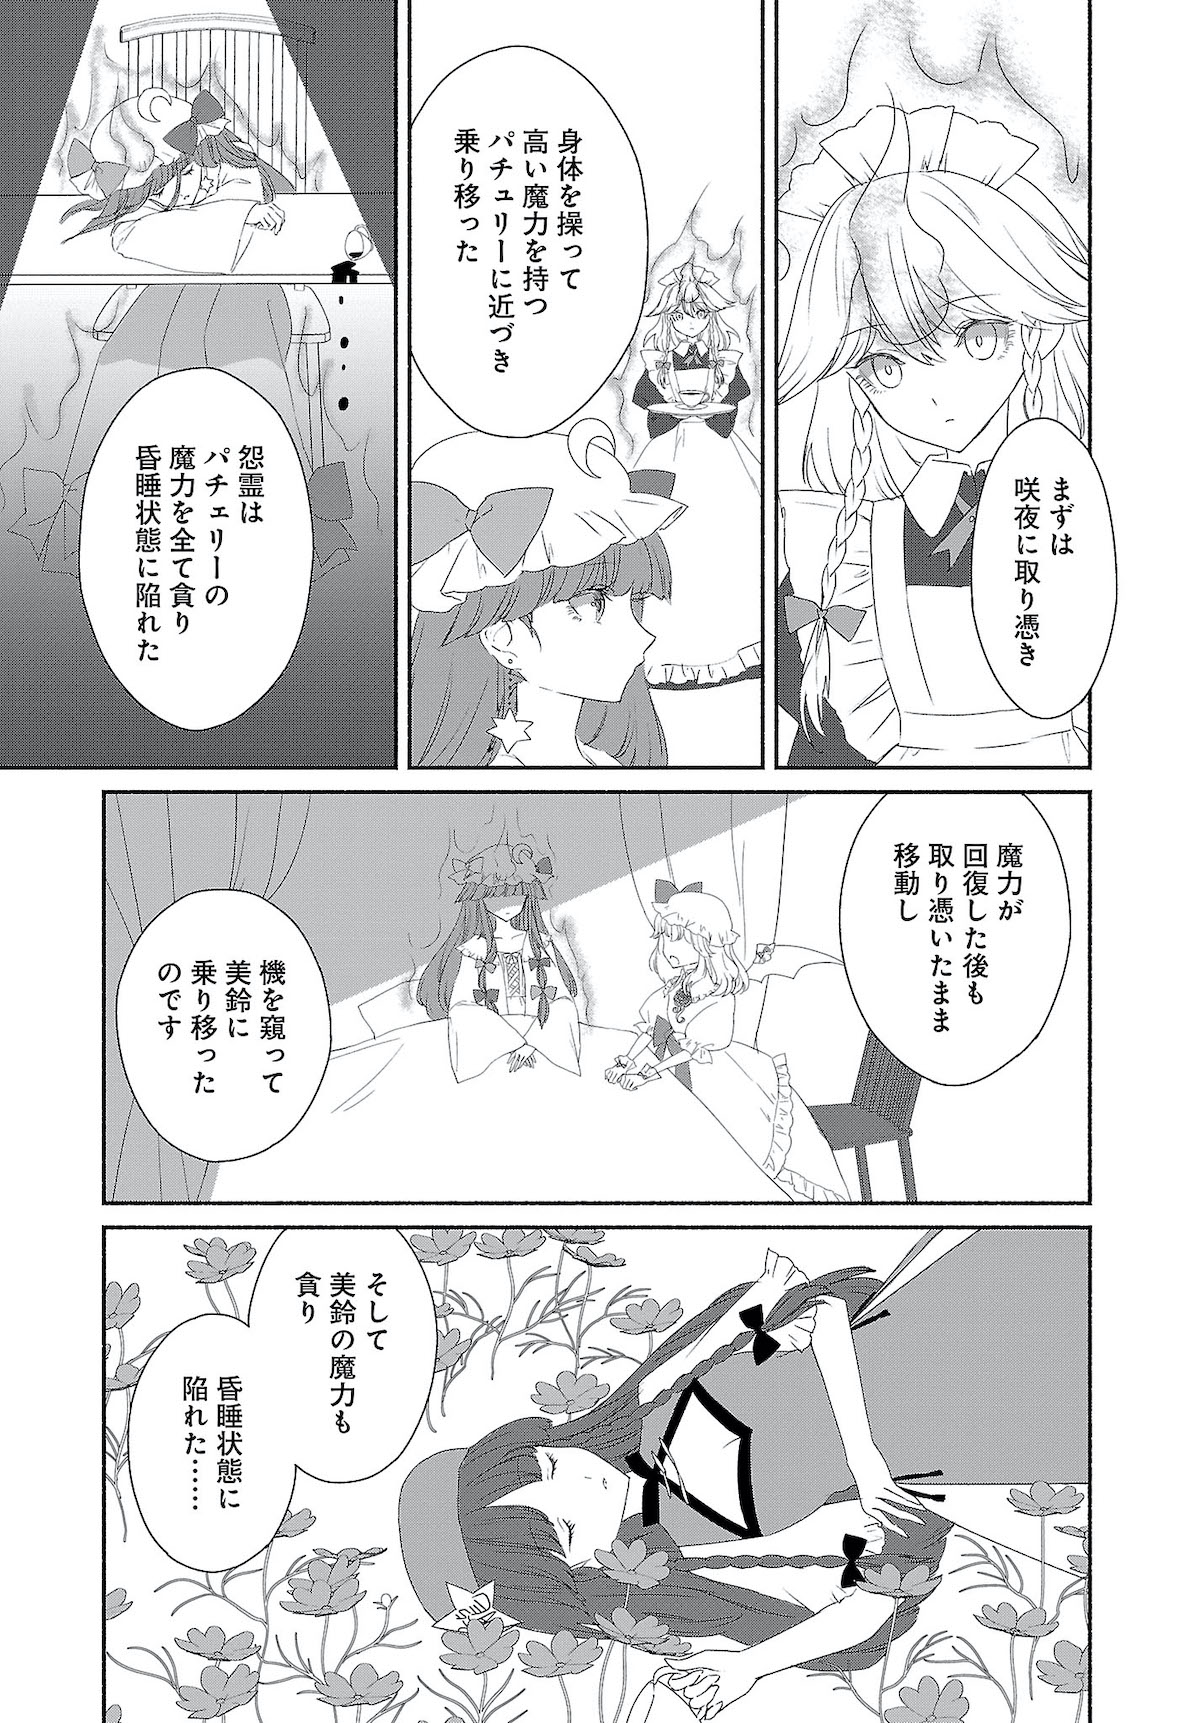 まずは
咲夜に取り憑き
身体を操って
高い魔力を持つ
パチュリーに近づき
乗り移った
怨霊は
パチェリーの
魔力を全て貪り
昏睡状態に陥れた
魔力が
回復した後も
取り憑いたまま
移動し
機を窺って
美鈴に
乗り移った
のです
そして
美鈴の魔力も
貪り
昏睡状態に
陥れた……